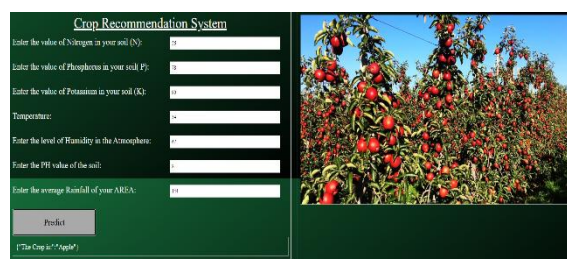 Crop Recommendation System
Enter the value of Nitrogen in your soil (N):
Enter the value of Phosphorus in your soil( P):
Enter the value of Potassium in your soil (K):
Temperature:
Enter the level of Humidity in the Atmosphere:
Enter the PH value of the soil:
Enter the average Rainfall of your AREA:
Predict
{"The Crop is":"Apple"}